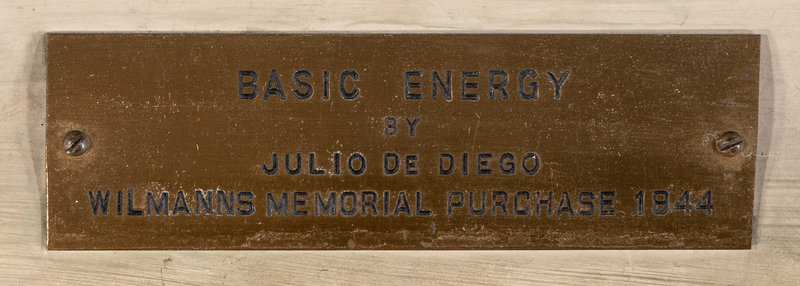 BASIC ENERGY
BY
JULIO DE DIEGO
WILMANNS MEMORIAL PURCHASE 1944